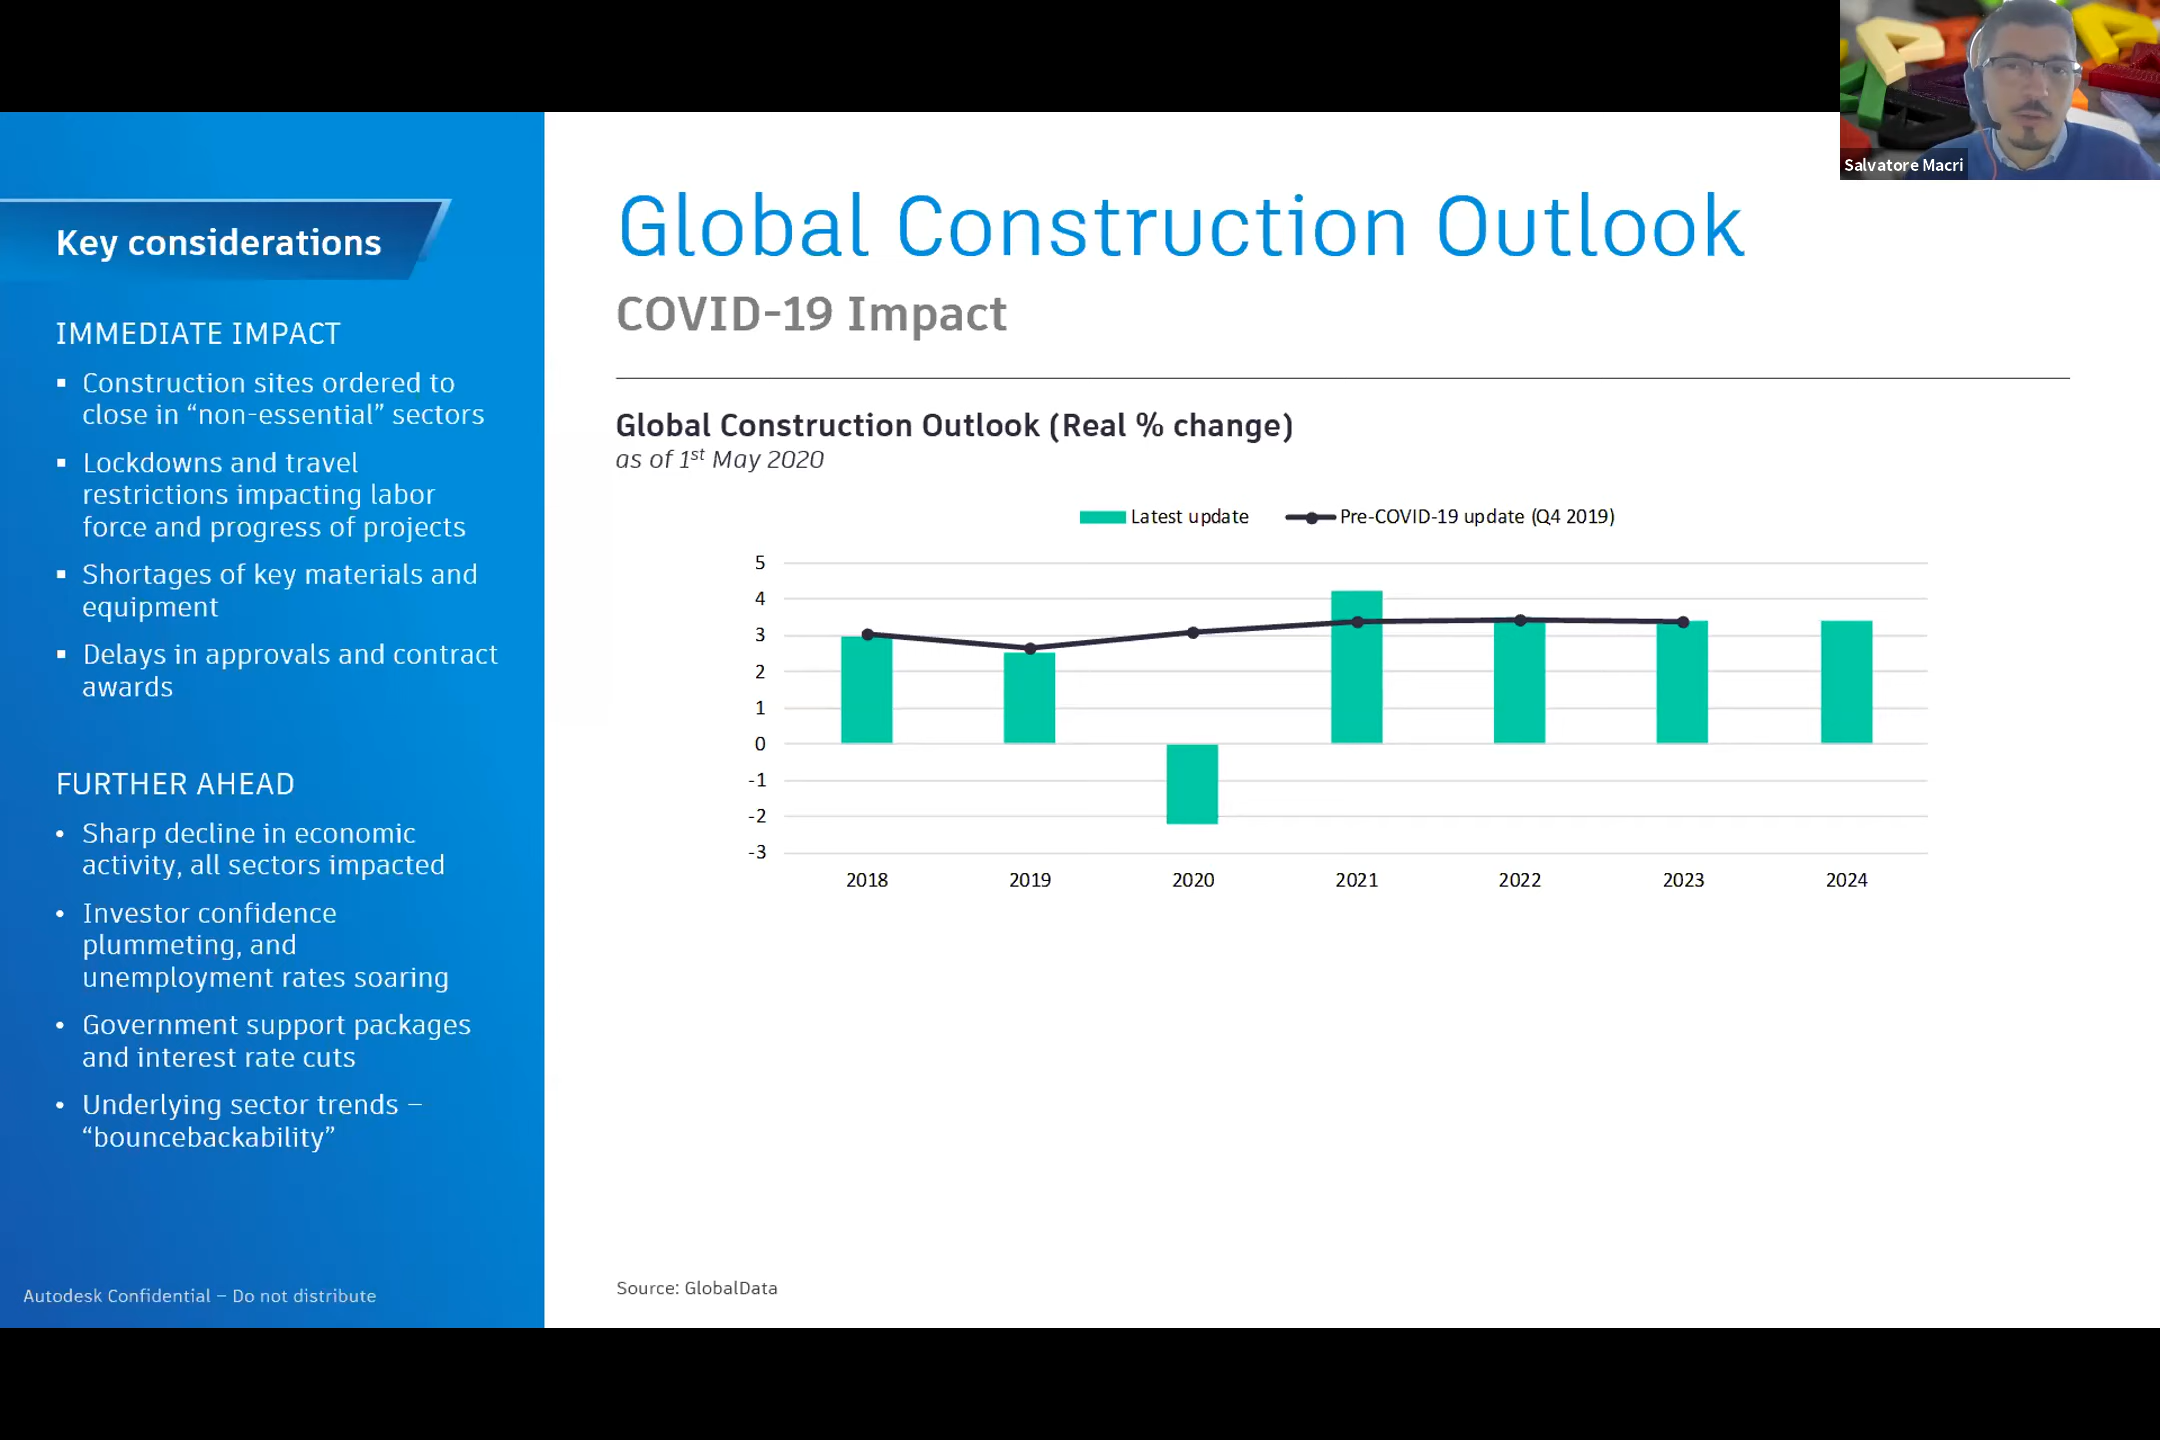 Salvatore Macri
Key considerations
IMMEDIATE IMPACT
▪ Construction sites ordered to
close in “non-essential” sectors
▪ Lockdowns and travel
restrictions impacting labor
force and progress of projects
▪ Shortages of key materials and
equipment
▪ Delays in approvals and contract
awards
FURTHER AHEAD
• Sharp decline in economic
activity, all sectors impacted
• Investor confidence
plummeting, and
unemployment rates soaring
• Government support packages
and interest rate cuts
• Underlying sector trends –
“bouncebackability”
Autodesk Confidential – Do not distribute
Global Construction Outlook
COVID-19 Impact
Global Construction Outlook (Real % change)
as of 1st May 2020
Latest update
Pre-COVID-19 update (Q4 2019)
5
4
3
2
1
0
-1
-2
-3
2018 2019 2020 2021 2022 2023 2024
Source: GlobalData